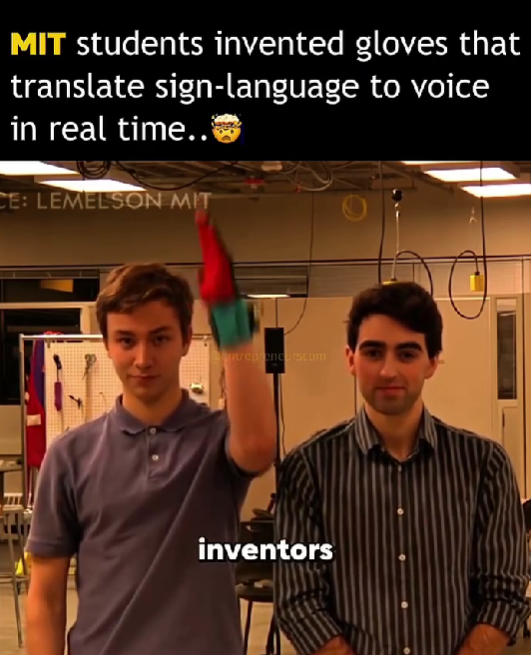 MIT students invented gloves that
translate sign-language to voice
in real time..🤯
CE: LEMELSON MIT
inventors